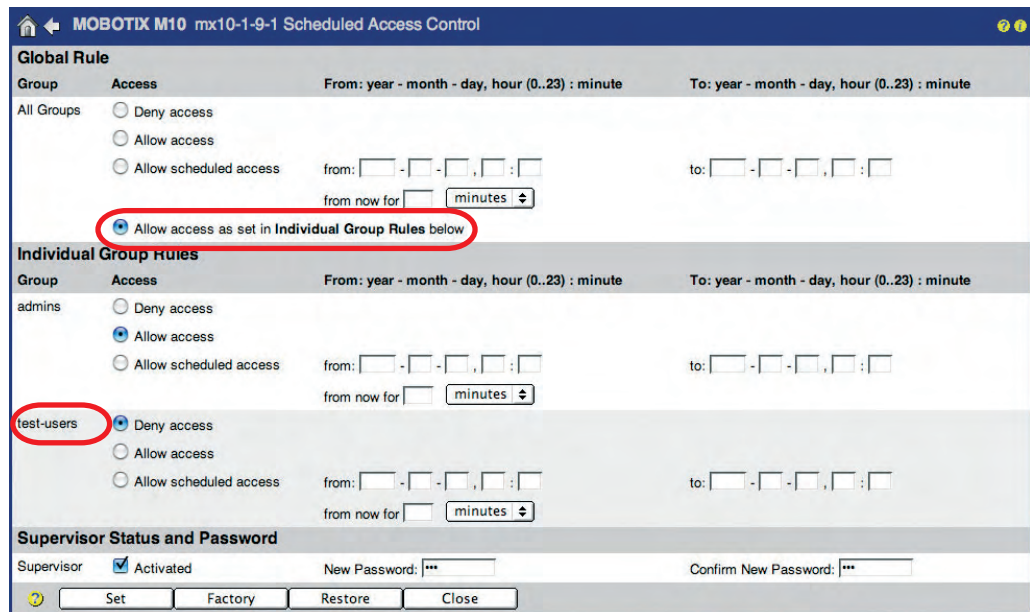 MOBOTIX M10 mx10-1-9-1 Scheduled Access Control
Global Rule
Group Access From: year - month - day, hour (0..23) : minute To: year - month - day, hour (0..23) : minute
All Groups Deny access
Allow access
Allow scheduled access from: - - , : to: - - , :
from now for minutes
Allow access as set in Individual Group Rules below
Individual Group Rules
Group Access From: year - month - day, hour (0..23) : minute To: year - month - day, hour (0..23) : minute
admins Deny access
Allow access
Allow scheduled access from: - - , : to: - - , :
from now for minutes
test-users Deny access
Allow access
Allow scheduled access from: - - , : to: - - , :
from now for minutes
Supervisor Status and Password
Supervisor Activated New Password: ••• Confirm New Password: •••
? Set Factory Restore Close